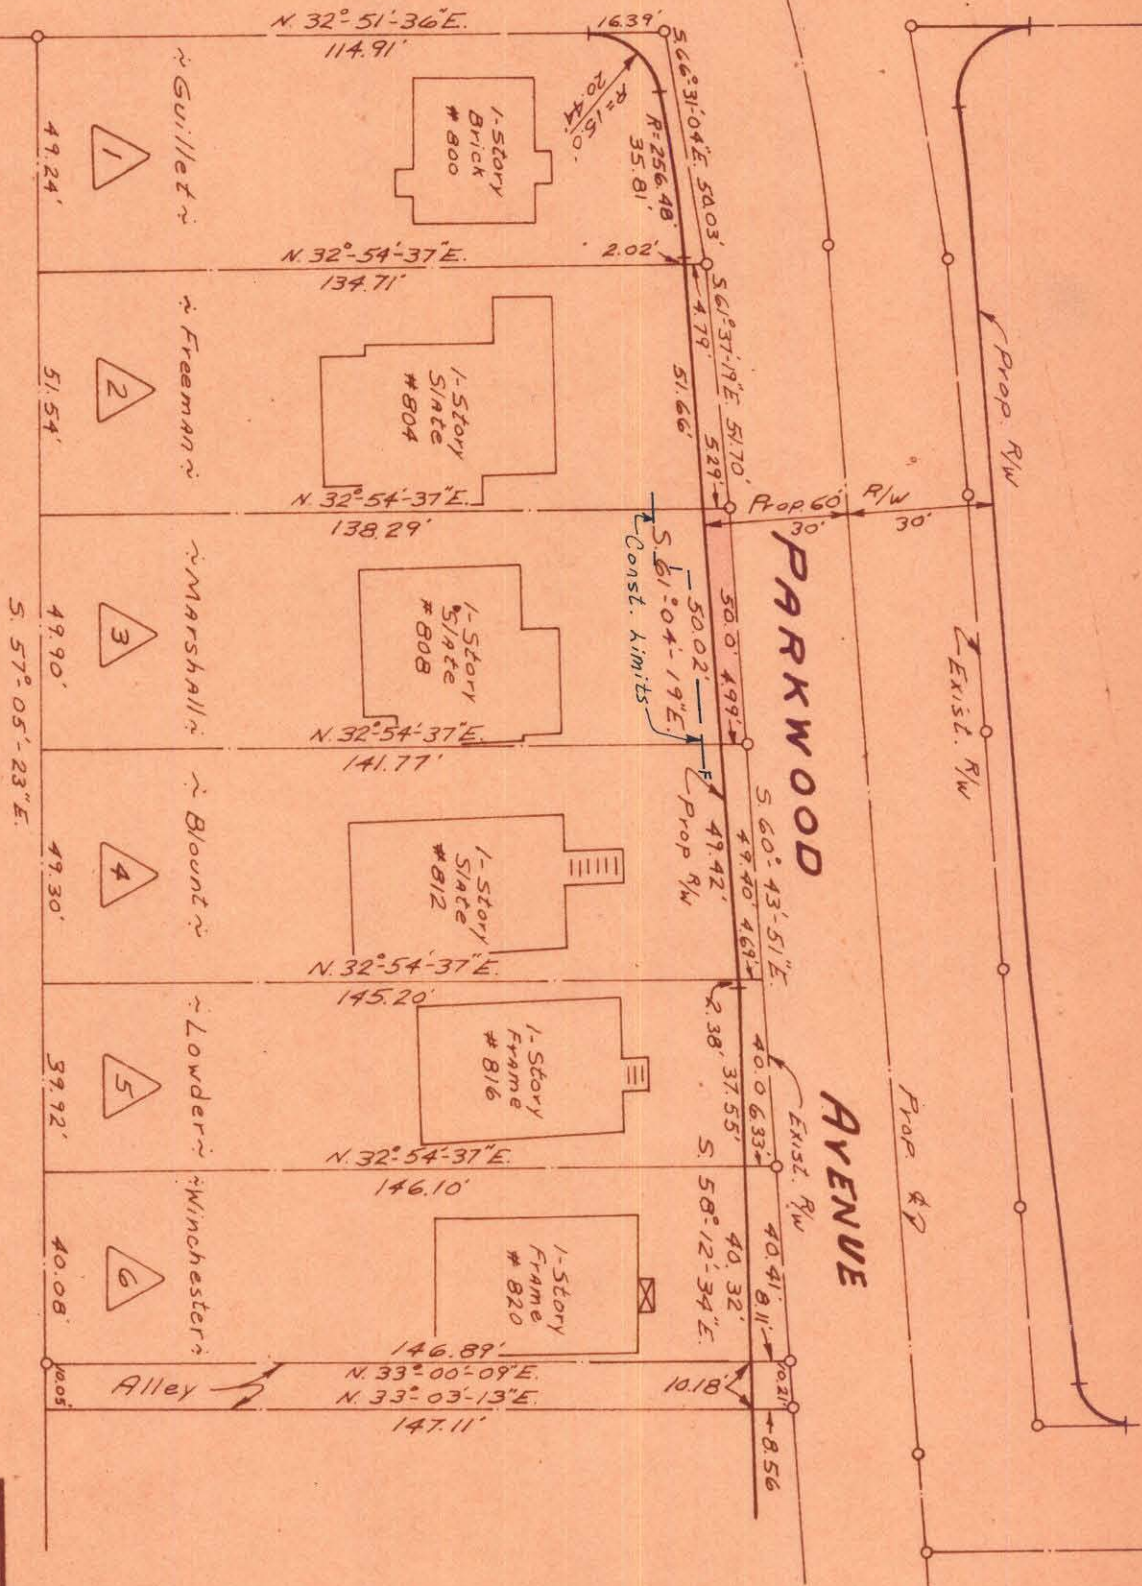 N. 32°-51'-36"E.
114.91'
16.39'
S. 66°-31'-04"E. 50.03'
R=15.0'
20.44'
R=256.48'
35.81'
~Guillet~
1
49.24'
1-Story
Brick
#800
N. 32°-54'-37"E.
134.71'
2.02'
4.79'
S. 61°-37'-19"E. 51.70'
51.66'
5.29'
~Freeman~
2
51.54'
1-Story
Slate
#804
N. 32°-54'-37"E.
138.29'
Prop. 60' R/W
30' 30'
Prop. R/W
Exist. R/W
PARKWOOD
AVENUE
50.0' 4.99'
50.02'
S. 61°-04'-19"E.
Const. Limits
~Marshall~
3
49.90'
1-Story
Slate
#808
N. 32°-54'-37"E.
141.77'
Prop R/W
S. 60°-43'-51"E.
49.40' 4.69'
49.42'
~Blount~
4
49.30'
1-Story
Slate
#812
N. 32°-54'-37"E.
145.20'
2.38' 37.55'
40.0 6.33'
Exist. R/W
~Lowder~
5
39.92'
1-Story
Frame
#816
N. 32°-54'-37"E.
146.10'
40.41' 8.11'
40.32'
S. 58°-12'-34"E.
~Winchester~
6
40.08'
1-Story
Frame
#820
146.89'
N. 33°-00'-09"E.
N. 33°-03'-13"E.
147.11'
Alley
10.05'
10.18'
10.21'
8.56
S. 57°-05'-23"E.
Prop ℄